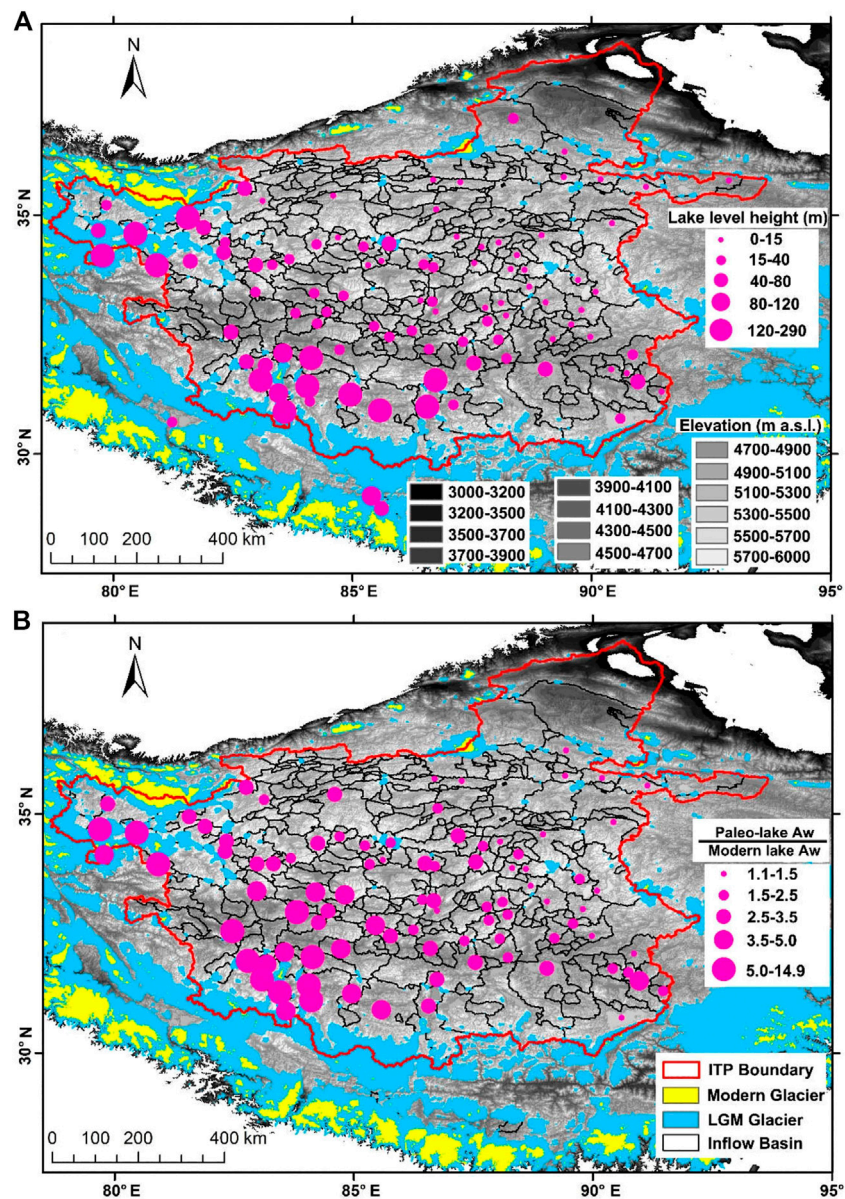 A
N
35° N
30° N
Lake level height (m)
0-15
15-40
40-80
80-120
120-290
Elevation (m a.s.l.)
3000-3200
3200-3500
3500-3700
3700-3900
3900-4100
4100-4300
4300-4500
4500-4700
4700-4900
4900-5100
5100-5300
5300-5500
5500-5700
5700-6000
0 100 200 400 km
80° E 85° E 90° E 95°
B
N
35° N
30° N
Paleo-lake Aw
Modern lake Aw
1.1-1.5
1.5-2.5
2.5-3.5
3.5-5.0
5.0-14.9
ITP Boundary
Modern Glacier
LGM Glacier
Inflow Basin
0 100 200 400 km
80° E 85° E 90° E 95°